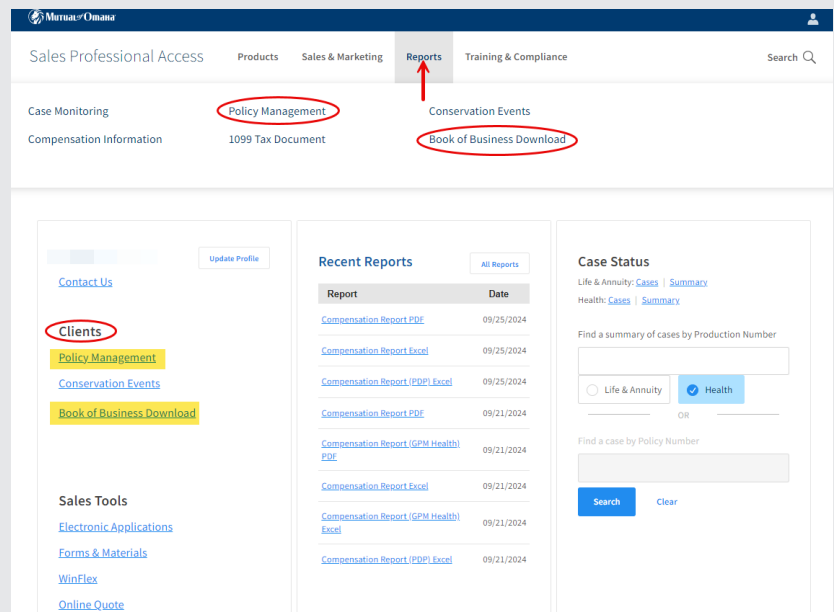 Mutual of Omaha
Sales Professional Access Products Sales & Marketing Reports Training & Compliance Search
Case Monitoring Policy Management Conservation Events
Compensation Information 1099 Tax Document Book of Business Download
Update Profile
Contact Us
Clients
Policy Management
Conservation Events
Book of Business Download
Sales Tools
Electronic Applications
Forms & Materials
WinFlex
Online Quote
Recent Reports All Reports
Report Date
Compensation Report PDF 09/25/2024
Compensation Report Excel 09/25/2024
Compensation Report (PDP) Excel 09/25/2024
Compensation Report PDF 09/21/2024
Compensation Report (GPM Health)
PDF 09/21/2024
Compensation Report Excel 09/21/2024
Compensation Report (GPM Health)
Excel 09/21/2024
Compensation Report (PDP) Excel 09/21/2024
Case Status
Life & Annuity: Cases | Summary
Health: Cases | Summary
Find a summary of cases by Production Number
Life & Annuity Health
OR
Find a case by Policy Number
Search Clear